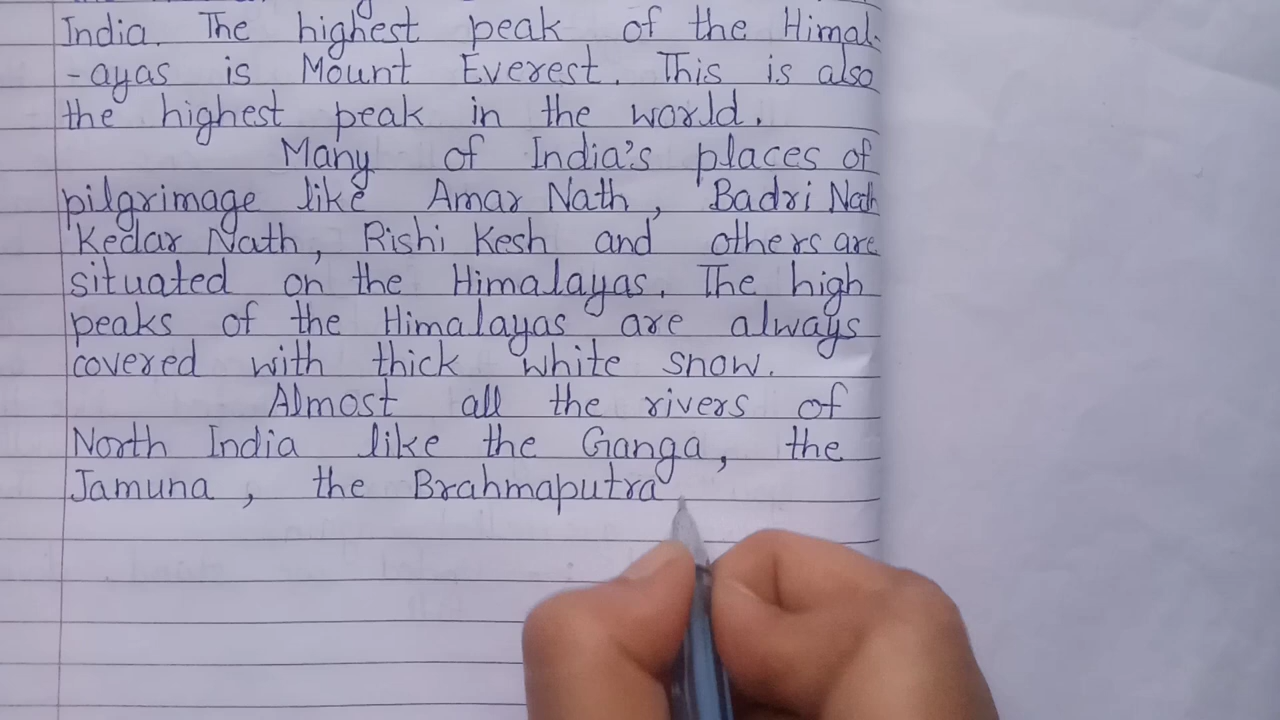 India. The highest peak of the Himal-
-ayas is Mount Everest. This is also
the highest peak in the world.
Many of India's places of
pilgrimage like Amar Nath, Badri Nath
Kedar Nath, Rishi Kesh and others are
situated on the Himalayas. The high
peaks of the Himalayas are always
covered with thick white snow.
Almost all the rivers of
North India like the Ganga, the
Jamuna, the Brahmaputra